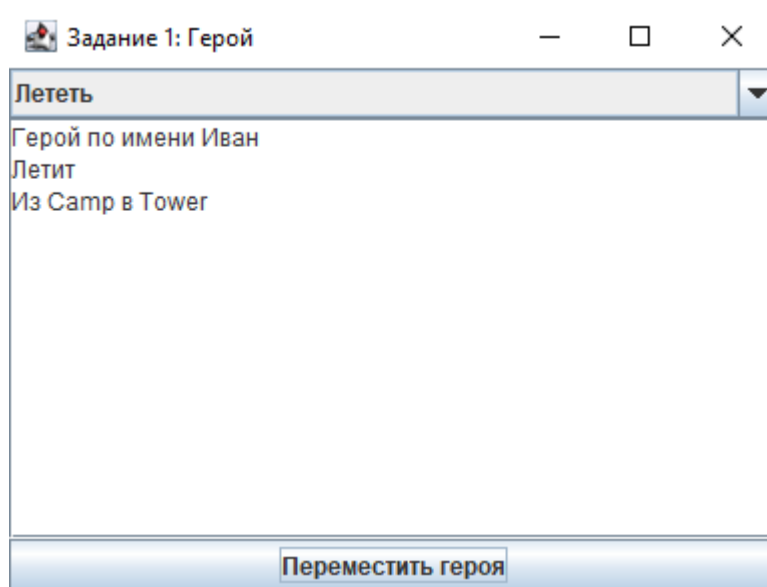 Задание 1: Герой
Лететь
Герой по имени Иван
Летит
Из Camp в Tower
Переместить героя